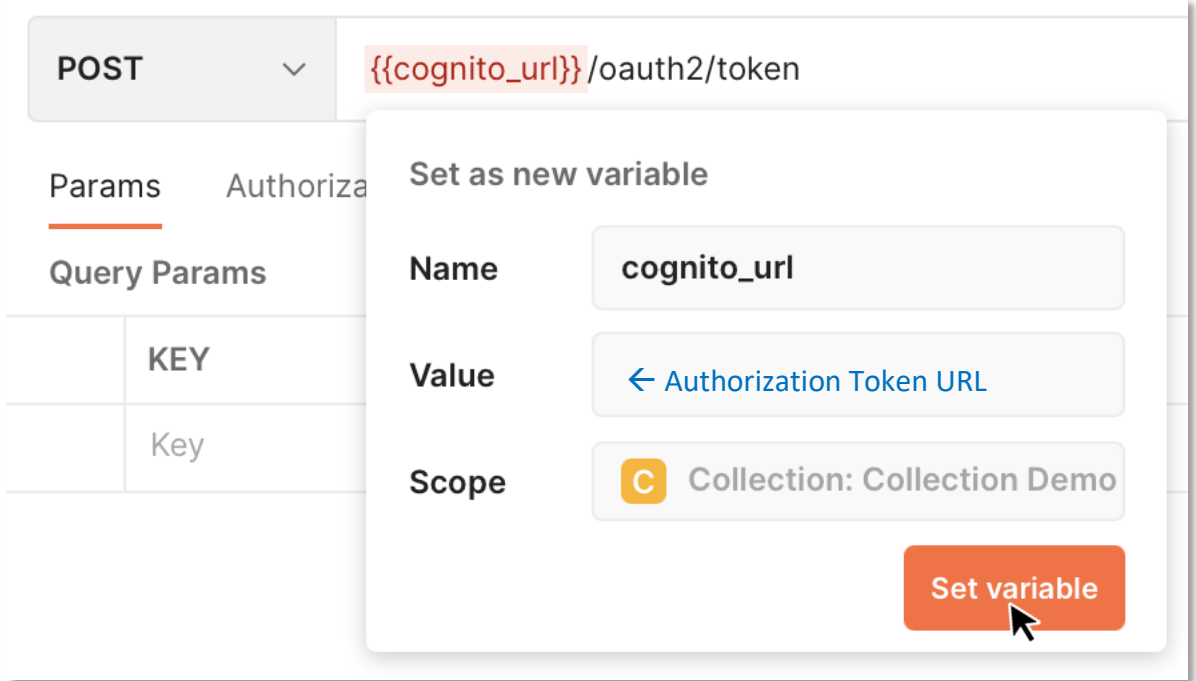 POST
{{cognito_url}}/oauth2/token
Params
Authoriza
Set as new variable
Query Params
Name
cognito_url
KEY
Value
← Authorization Token URL
Key
Scope
C Collection: Collection Demo
Set variable